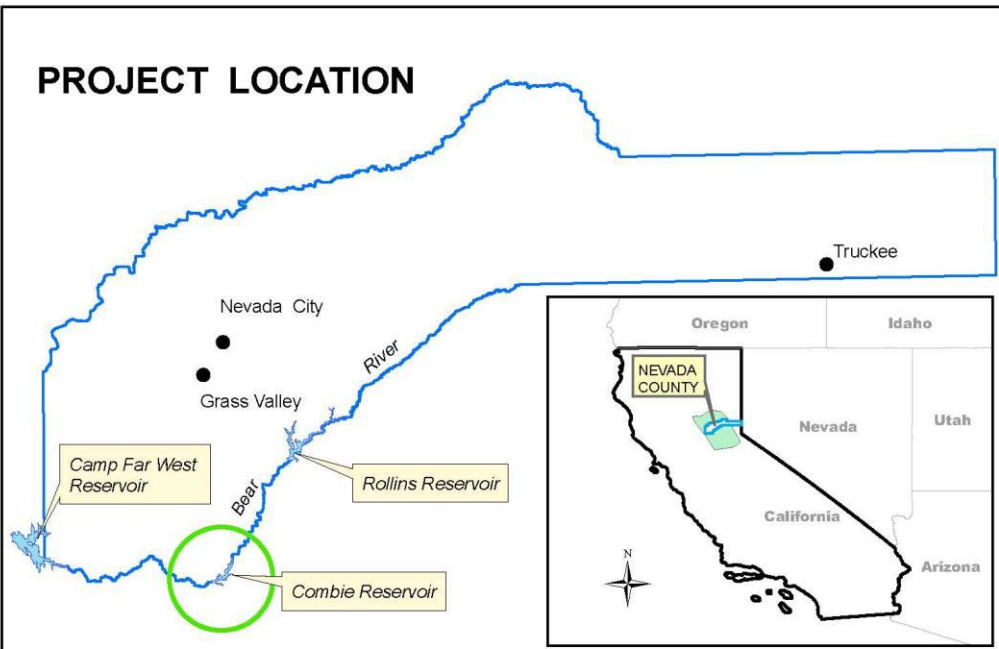 PROJECT LOCATION
Truckee
Nevada City
Grass Valley
River
Bear
Camp Far West
Reservoir
Rollins Reservoir
Combie Reservoir
Oregon
Idaho
NEVADA
COUNTY
Nevada
Utah
California
Arizona
N